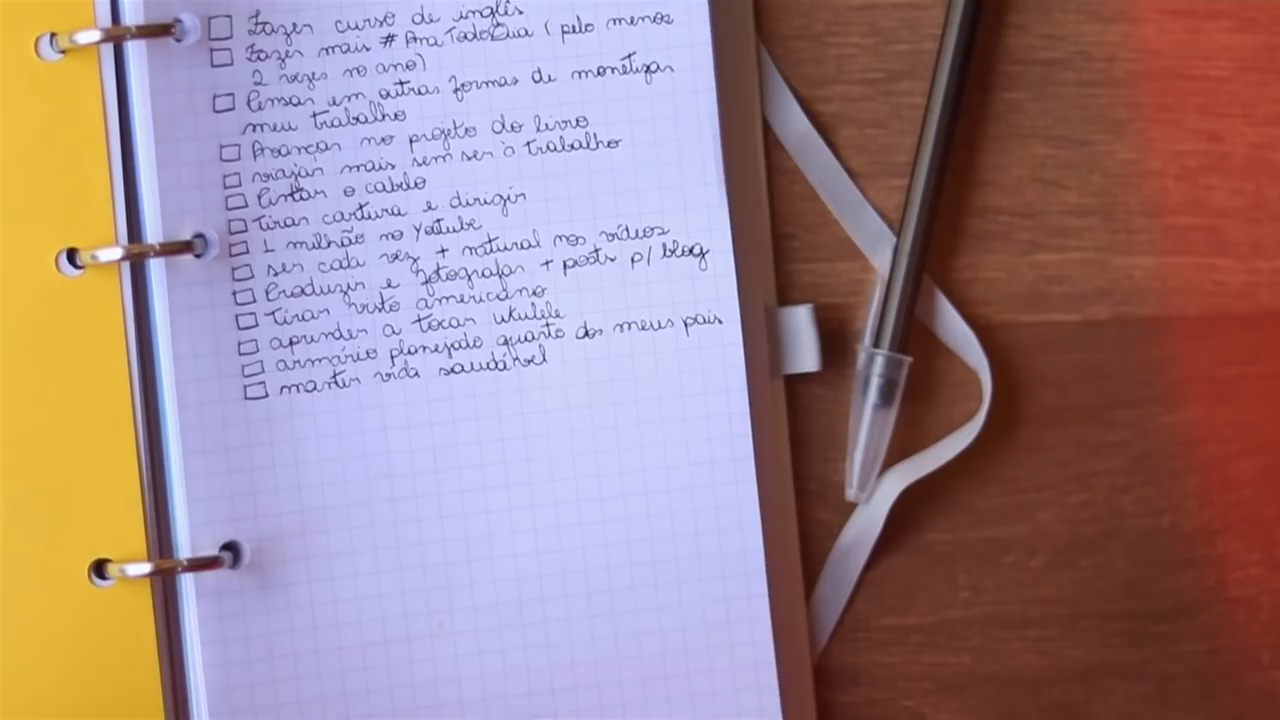 Fazer curso de inglês
Fazer mais #AnaTodoDia (pelo menos
2 vezes no ano)
Pensar em outras formas de monetizar
meu trabalho
Avançar no projeto do livro
viajar mais sem ser à trabalho
Pintar o cabelo
Tirar cartura e dirigir
1 milhão no Youtube
ser cada vez + natural nos vídeos
Produzir e fotografar + posts p/ blog
Tirar visto americano
aprender a tocar ukulele
armário planejado quarto dos meus pais
manter vida saudável